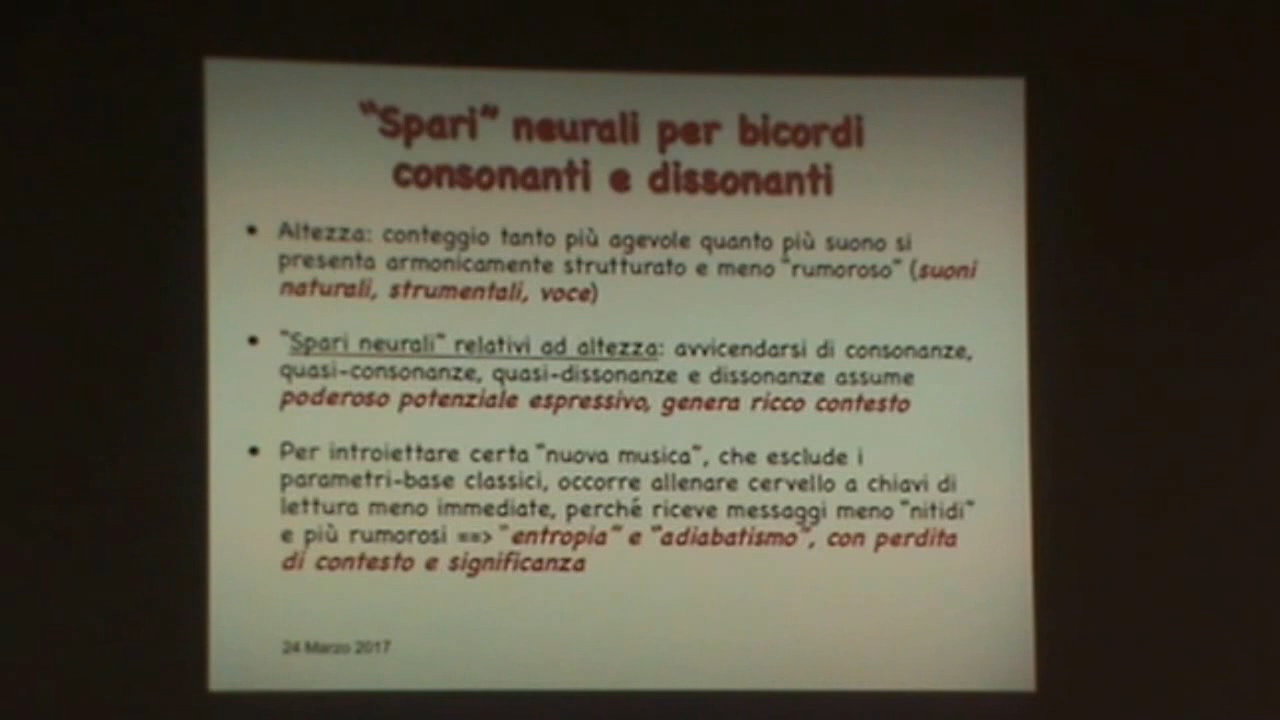 “Spari” neurali per bicordi
consonanti e dissonanti
• Altezza: conteggio tanto più agevole quanto più suono si
presenta armonicamente strutturato e meno “rumoroso” (suoni
naturali, strumentali, voce)
• “Spari neurali” relativi ad altezza: avvicendarsi di consonanze,
quasi-consonanze, quasi-dissonanze e dissonanze assume
poderoso potenziale espressivo, genera ricco contesto
• Per introiettare certa “nuova musica”, che esclude i
parametri-base classici, occorre allenare cervello a chiavi di
lettura meno immediate, perché riceve messaggi meno “nitidi”
e più rumorosi ==> “entropia” e “adiabatismo”, con perdita
di contesto e significanza
24 Marzo 2017